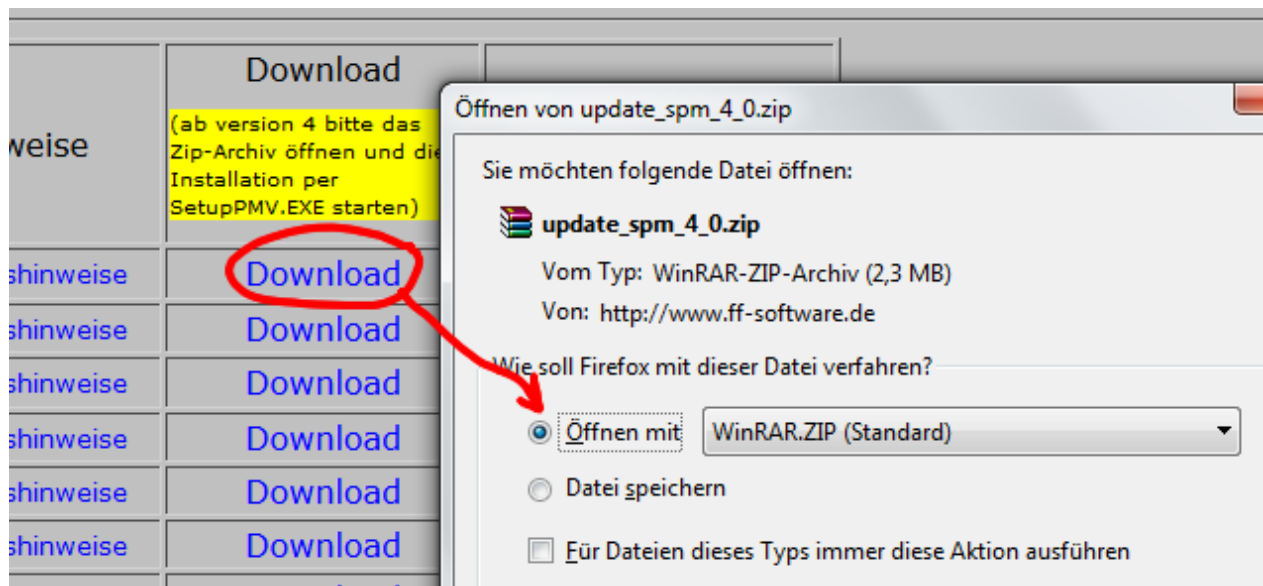 Download
weise
(ab version 4 bitte das
Zip-Archiv öffnen und die
Installation per
SetupPMV.EXE starten)
shinweise Download
shinweise Download
shinweise Download
shinweise Download
shinweise Download
shinweise Download
Öffnen von update_spm_4_0.zip
Sie möchten folgende Datei öffnen:
update_spm_4_0.zip
Vom Typ: WinRAR-ZIP-Archiv (2,3 MB)
Von: http://www.ff-software.de
Wie soll Firefox mit dieser Datei verfahren?
Öffnen mit WinRAR.ZIP (Standard)
Datei speichern
Für Dateien dieses Typs immer diese Aktion ausführen